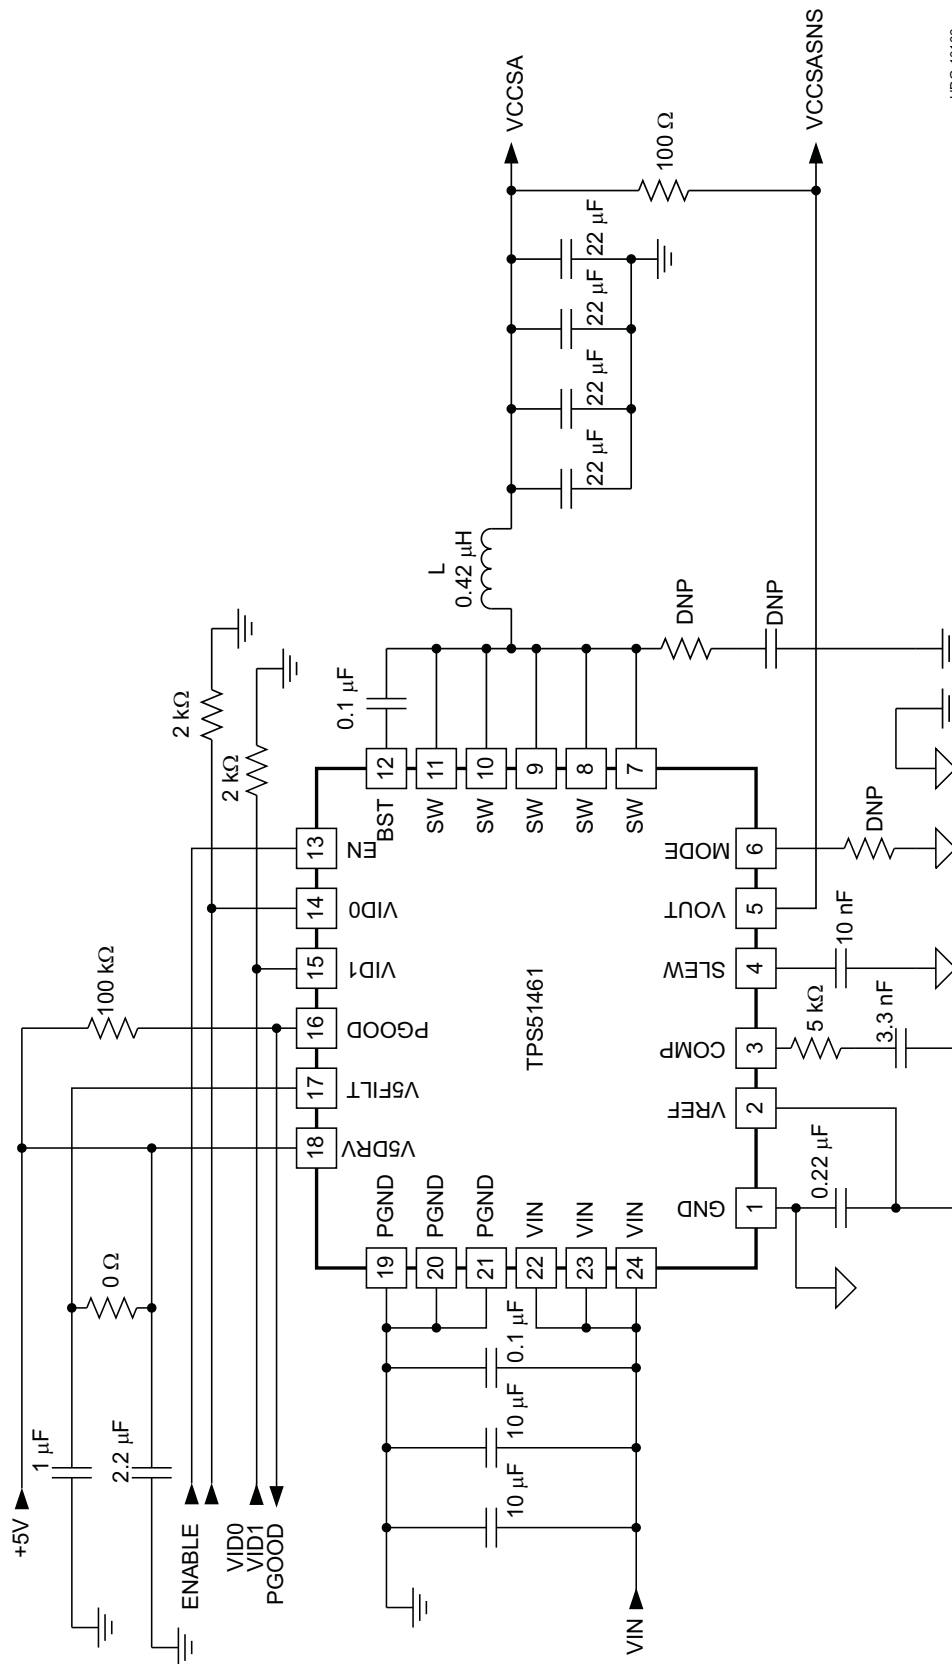 VCCSA
VCCSASNS
100 Ω
22 μF
22 μF
22 μF
22 μF
L
0.42 μH
DNP
DNP
2 kΩ
2 kΩ
0.1 μF
12
11
10
9
8
7
BST
SW
SW
SW
SW
SW
13
14
15
16
17
18
EN
VID0
VID1
PGOOD
V5FILT
V5DRV
100 kΩ
TPS51461
MODE
VOUT
SLEW
COMP
VREF
GND
6
5
4
3
2
1
DNP
10 nF
5 kΩ
3.3 nF
0.22 μF
PGND
PGND
PGND
VIN
VIN
VIN
19
20
21
22
23
24
0 Ω
0.1 μF
10 μF
10 μF
1 μF
2.2 μF
+5V
ENABLE
VID0
VID1
PGOOD
VIN